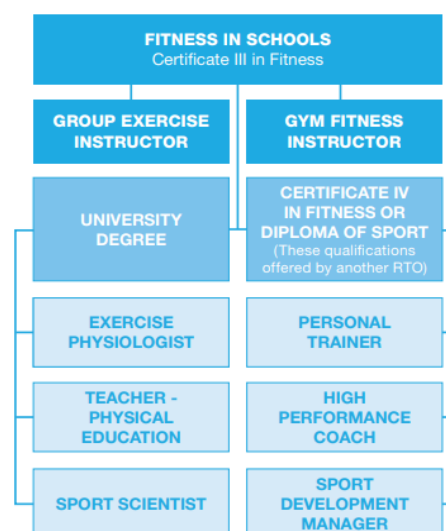 FITNESS IN SCHOOLS
Certificate III in Fitness
GROUP EXERCISE
INSTRUCTOR
GYM FITNESS
INSTRUCTOR
UNIVERSITY
DEGREE
CERTIFICATE IV
IN FITNESS OR
DIPLOMA OF SPORT
(These qualifications
offered by another RTO)
EXERCISE
PHYSIOLOGIST
PERSONAL
TRAINER
TEACHER -
PHYSICAL
EDUCATION
HIGH
PERFORMANCE
COACH
SPORT SCIENTIST
SPORT
DEVELOPMENT
MANAGER